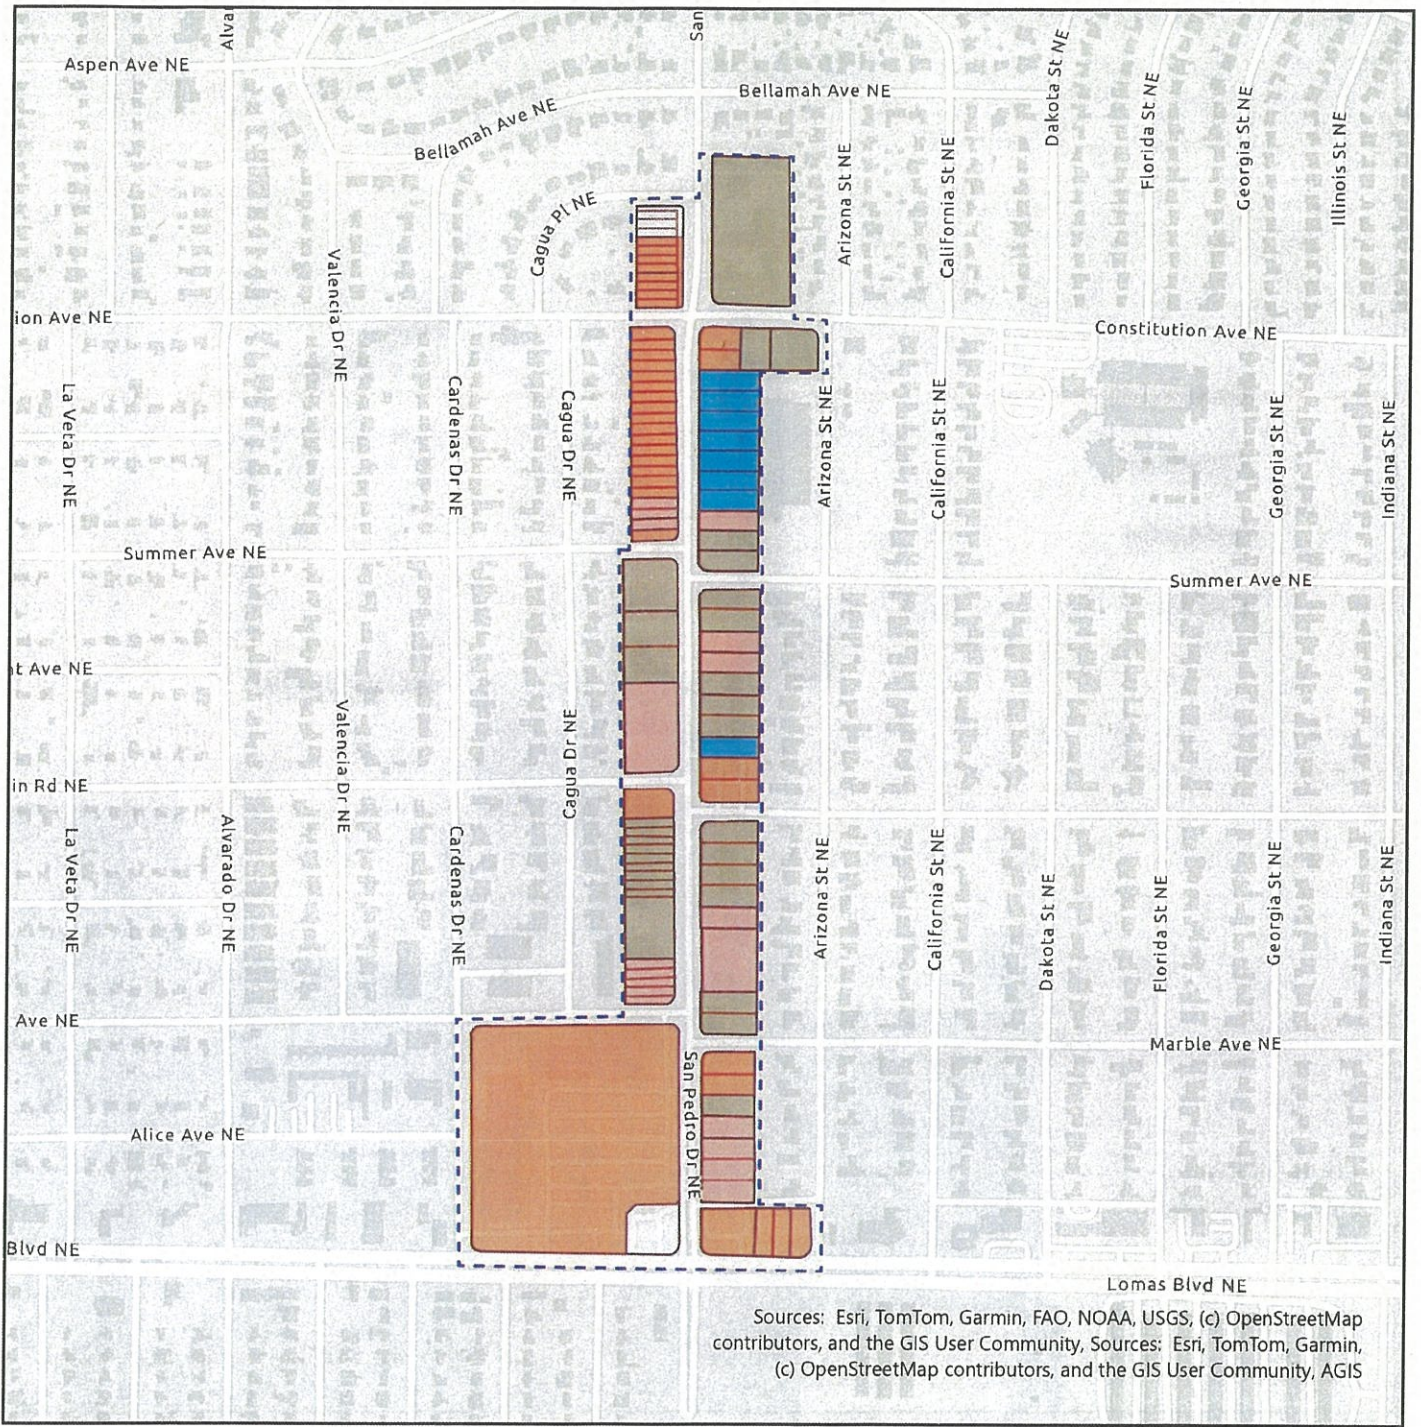 Alva
San
Aspen Ave NE
Bellamah Ave NE
Bellamah Ave NE
Dakota St NE
Florida St NE
Georgia St NE
Illinois St NE
Arizona St NE
California St NE
Cagua Pl NE
Valencia Dr NE
ion Ave NE
Constitution Ave NE
La Veta Dr NE
Cardenas Dr NE
Cagua Dr NE
Arizona St NE
California St NE
Georgia St NE
Indiana St NE
Summer Ave NE
Summer Ave NE
t Ave NE
Valencia Dr NE
Cagua Dr NE
in Rd NE
La Veta Dr NE
Alvarado Dr NE
Cardenas Dr NE
Arizona St NE
California St NE
Dakota St NE
Florida St NE
Georgia St NE
Indiana St NE
Ave NE
Marble Ave NE
San Pedro Dr NE
Alice Ave NE
Blvd NE
Lomas Blvd NE
Sources: Esri, TomTom, Garmin, FAO, NOAA, USGS, (c) OpenStreetMap
contributors, and the GIS User Community, Sources: Esri, TomTom, Garmin,
(c) OpenStreetMap contributors, and the GIS User Community, AGIS